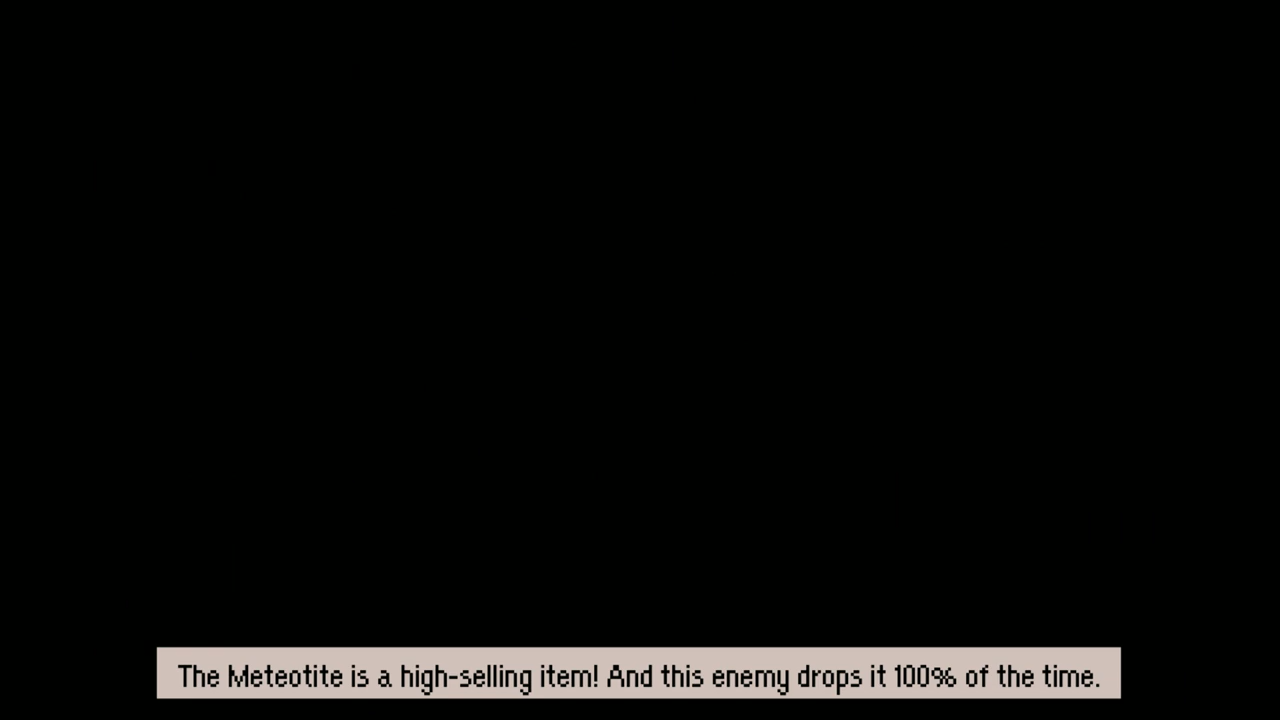 The Meteotite is a high-selling item! And this enemy drops it 100% of the time.